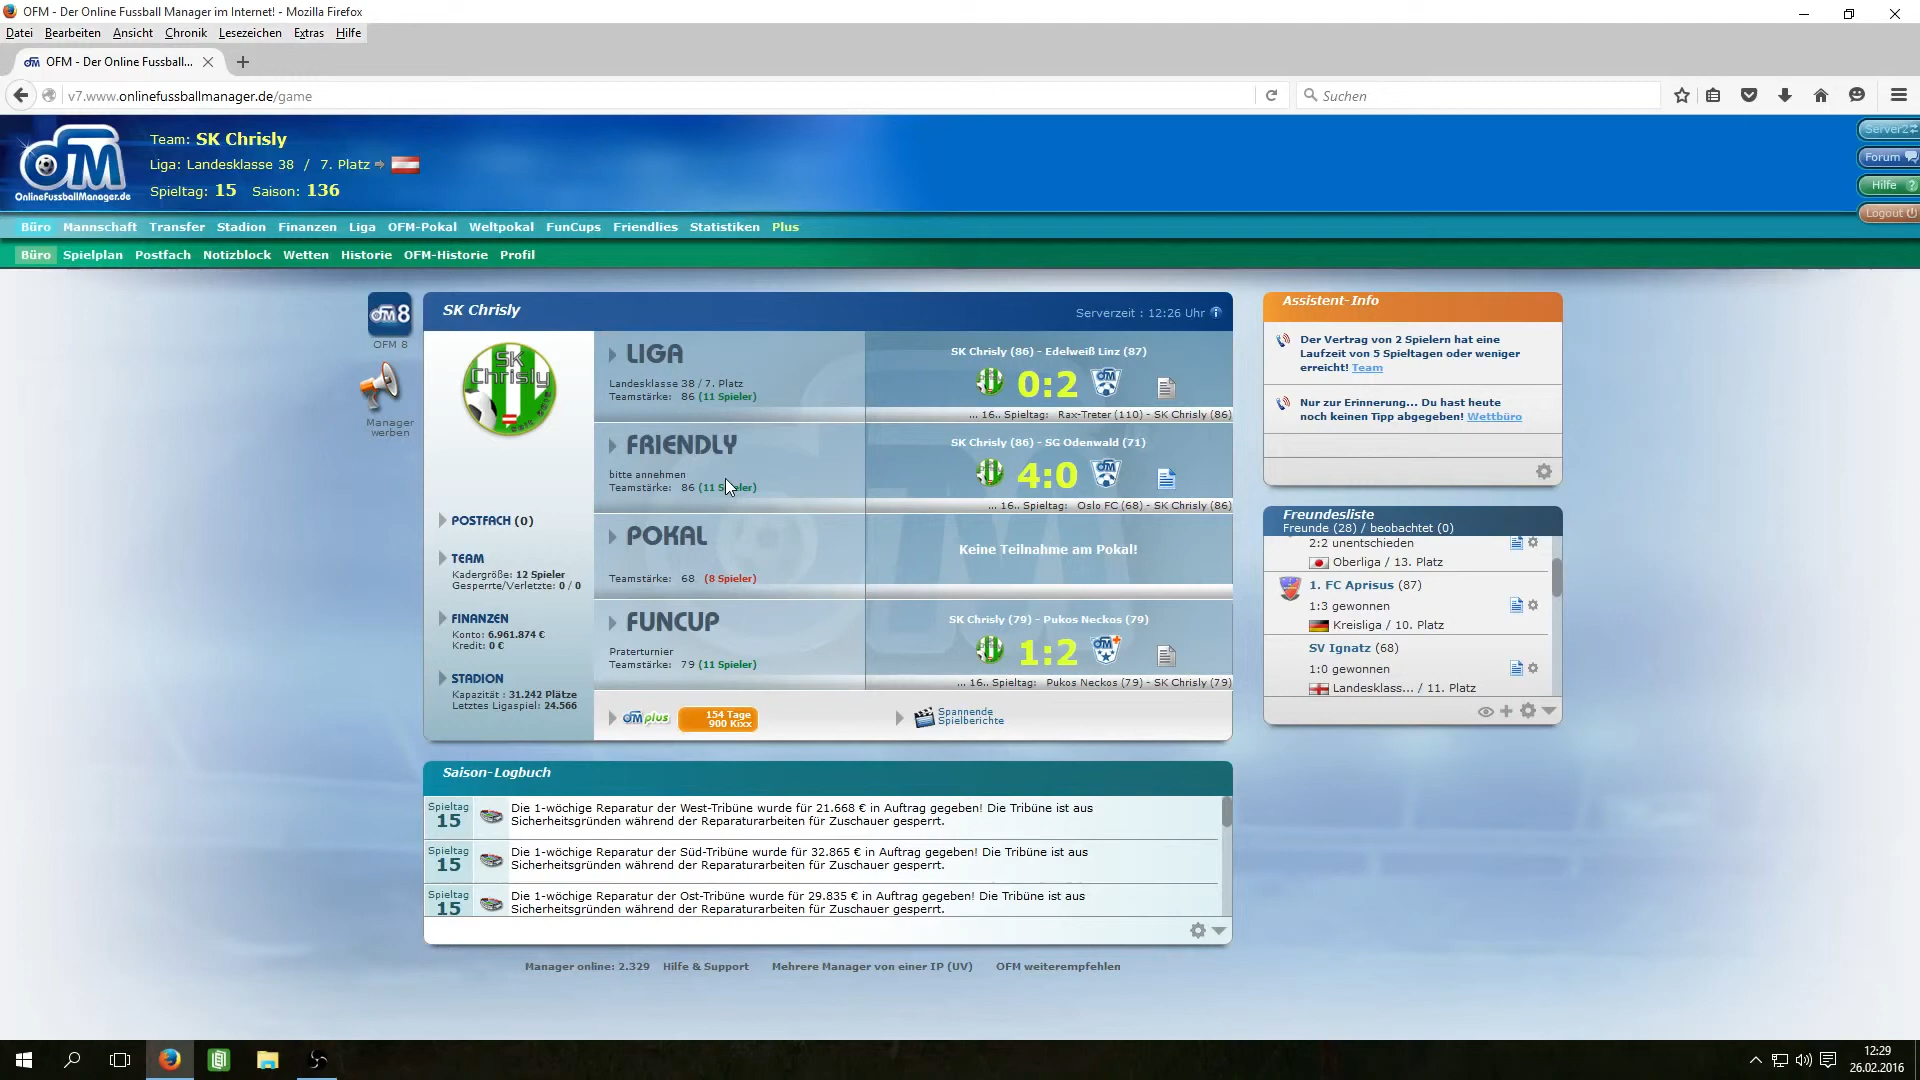 OFM - Der Online Fussball Manager im Internet! - Mozilla Firefox
Datei Bearbeiten Ansicht Chronik Lesezeichen Extras Hilfe
OFM - Der Online Fussball...
v7.www.onlinefussballmanager.de/game
Suchen
OFM
OnlineFussballManager.de
Team: SK Chrisly
Liga: Landesklasse 38 / 7. Platz
Spieltag: 15 Saison: 136
Server2
Forum
Hilfe ?
Logout
Büro Mannschaft Transfer Stadion Finanzen Liga OFM-Pokal Weltpokal FunCups Friendlies Statistiken Plus
Büro Spielplan Postfach Notizblock Wetten Historie OFM-Historie Profil
OFM8
OFM 8
Manager
werben
SK Chrisly
Serverzeit : 12:26 Uhr
SK
Chrisly
POSTFACH (0)
TEAM
Kadergröße: 12 Spieler
Gesperrte/Verletzte: 0 / 0
FINANZEN
Konto: 6.961.874 €
Kredit: 0 €
STADION
Kapazität : 31.242 Plätze
Letztes Ligaspiel: 24.566
LIGA
Landesklasse 38 / 7. Platz
Teamstärke: 86 (11 Spieler)
SK Chrisly (86) - Edelweiß Linz (87)
0:2
... 16.. Spieltag: Rax-Treter (110) - SK Chrisly (86)
FRIENDLY
bitte annehmen
Teamstärke: 86 (11 Spieler)
SK Chrisly (86) - SG Odenwald (71)
4:0
... 16.. Spieltag: Oslo FC (68) - SK Chrisly (86)
POKAL
Teamstärke: 68 (8 Spieler)
Keine Teilnahme am Pokal!
FUNCUP
Praterturnier
Teamstärke: 79 (11 Spieler)
SK Chrisly (79) - Pukos Neckos (79)
1:2
... 16.. Spieltag: Pukos Neckos (79) - SK Chrisly (79)
OFM plus
154 Tage
900 Kixx
Spannende
Spielberichte
Assistent-Info
Der Vertrag von 2 Spielern hat eine
Laufzeit von 5 Spieltagen oder weniger
erreicht! Team
Nur zur Erinnerung... Du hast heute
noch keinen Tipp abgegeben! Wettbüro
Freundesliste
Freunde (28) / beobachtet (0)
2:2 unentschieden
Oberliga / 13. Platz
1. FC Aprisus (87)
1:3 gewonnen
Kreisliga / 10. Platz
SV Ignatz (68)
1:0 gewonnen
Landesklass... / 11. Platz
Saison-Logbuch
Spieltag
15
Die 1-wöchige Reparatur der West-Tribüne wurde für 21.668 € in Auftrag gegeben! Die Tribüne ist aus
Sicherheitsgründen während der Reparaturarbeiten für Zuschauer gesperrt.
Spieltag
15
Die 1-wöchige Reparatur der Süd-Tribüne wurde für 32.865 € in Auftrag gegeben! Die Tribüne ist aus
Sicherheitsgründen während der Reparaturarbeiten für Zuschauer gesperrt.
Spieltag
15
Die 1-wöchige Reparatur der Ost-Tribüne wurde für 29.835 € in Auftrag gegeben! Die Tribüne ist aus
Sicherheitsgründen während der Reparaturarbeiten für Zuschauer gesperrt.
Manager online: 2.329 Hilfe & Support Mehrere Manager von einer IP (UV) OFM weiterempfehlen
12:29
26.02.2016